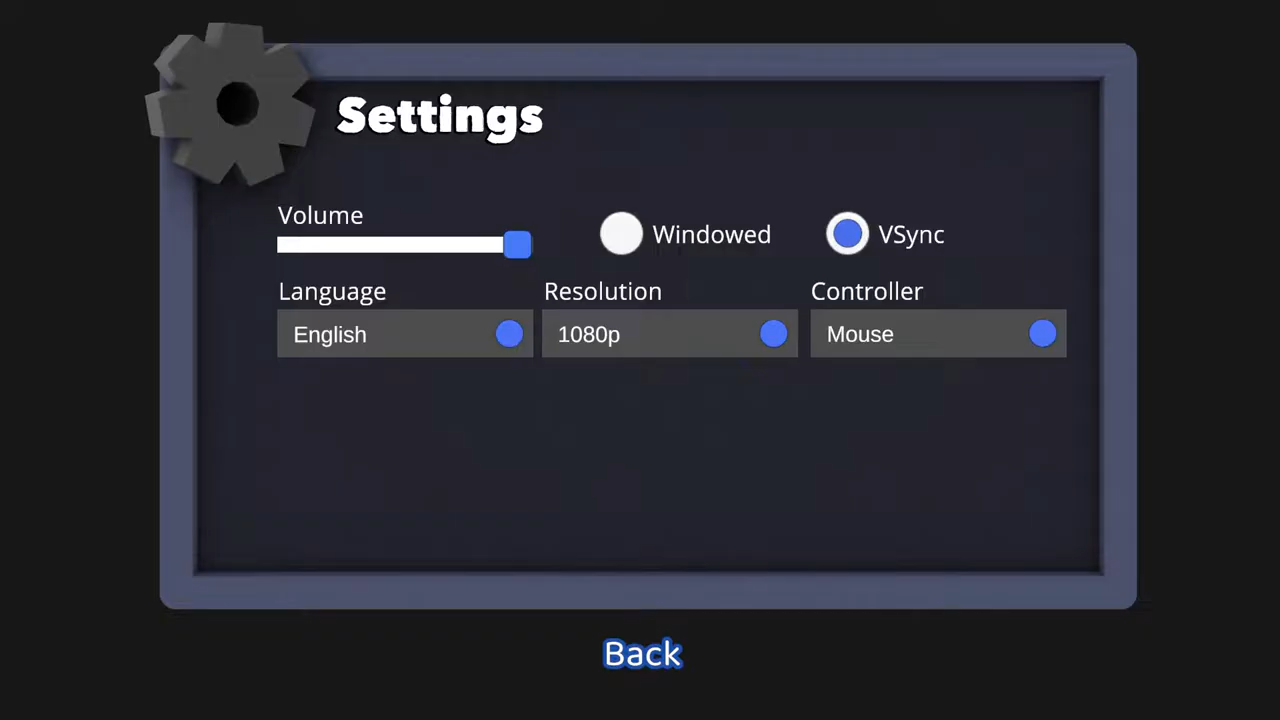 Settings
Volume
Windowed
VSync
Language
Resolution
Controller
English
1080p
Mouse
Back